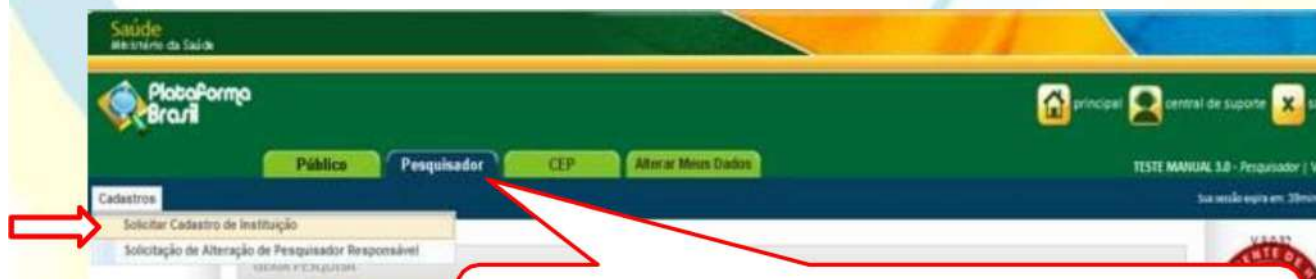 Saúde
Ministério da Saúde
Plataforma
Brasil
principal central de suporte
Público Pesquisador CEP Alterar Meus Dados
TESTE MANUAL 3.0 - Pesquisador |
Cadastros
Sua sessão expira em:
Solicitar Cadastro de Instituição
Solicitação de Alteração de Pesquisador Responsável